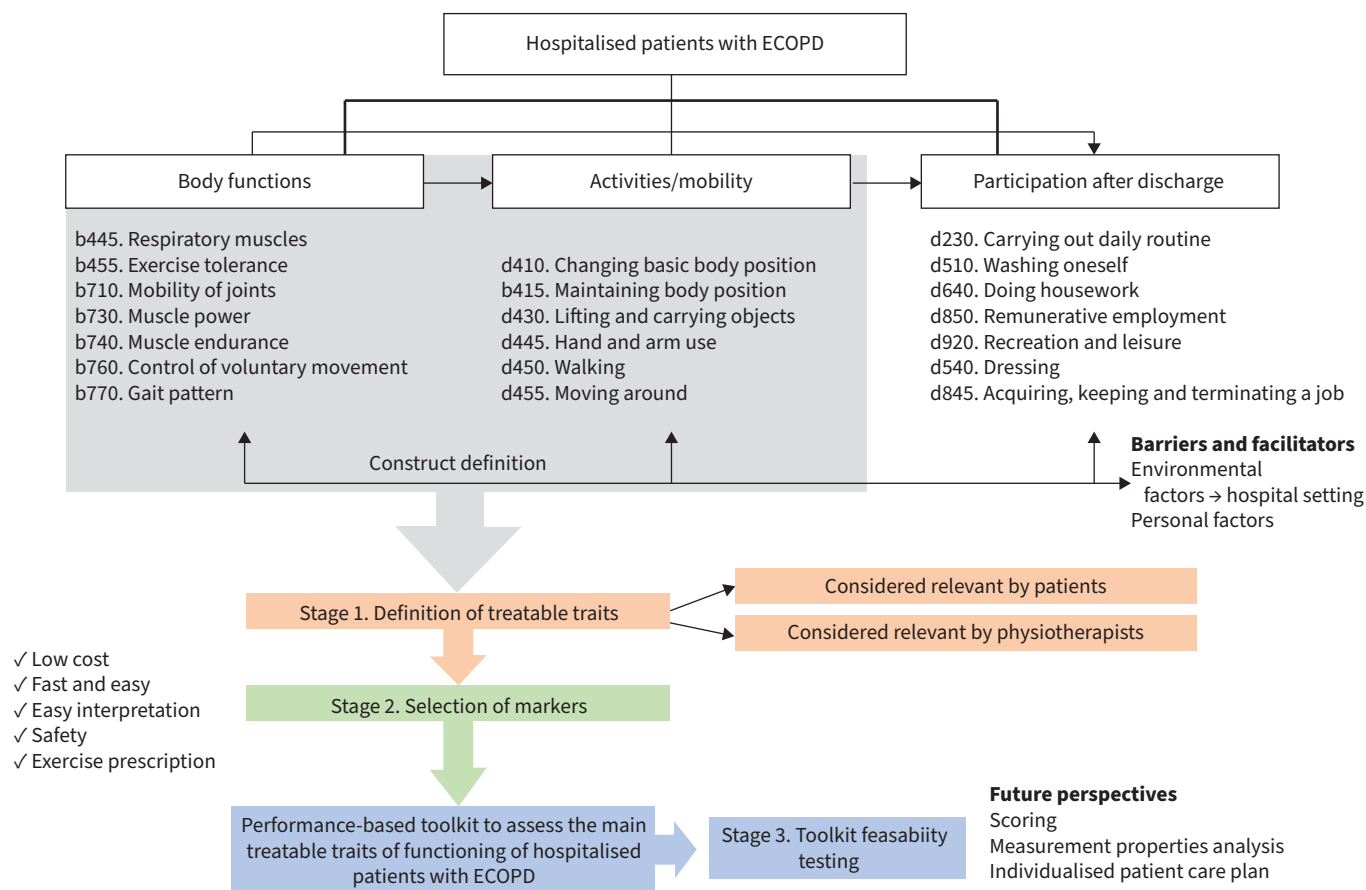 Hospitalised patients with ECOPD
Body functions
Activities/mobility
Participation after discharge
b445. Respiratory muscles
b455. Exercise tolerance
b710. Mobility of joints
b730. Muscle power
b740. Muscle endurance
b760. Control of voluntary movement
b770. Gait pattern
d410. Changing basic body position
b415. Maintaining body position
d430. Lifting and carrying objects
d445. Hand and arm use
d450. Walking
d455. Moving around
d230. Carrying out daily routine
d510. Washing oneself
d640. Doing housework
d850. Remunerative employment
d920. Recreation and leisure
d540. Dressing
d845. Acquiring, keeping and terminating a job
Construct definition
Barriers and facilitators
Environmental
factors → hospital setting
Personal factors
Stage 1. Definition of treatable traits
Considered relevant by patients
Considered relevant by physiotherapists
✓ Low cost
✓ Fast and easy
✓ Easy interpretation
✓ Safety
✓ Exercise prescription
Stage 2. Selection of markers
Performance-based toolkit to assess the main
treatable traits of functioning of hospitalised
patients with ECOPD
Stage 3. Toolkit feasabiity
testing
Future perspectives
Scoring
Measurement properties analysis
Individualised patient care plan